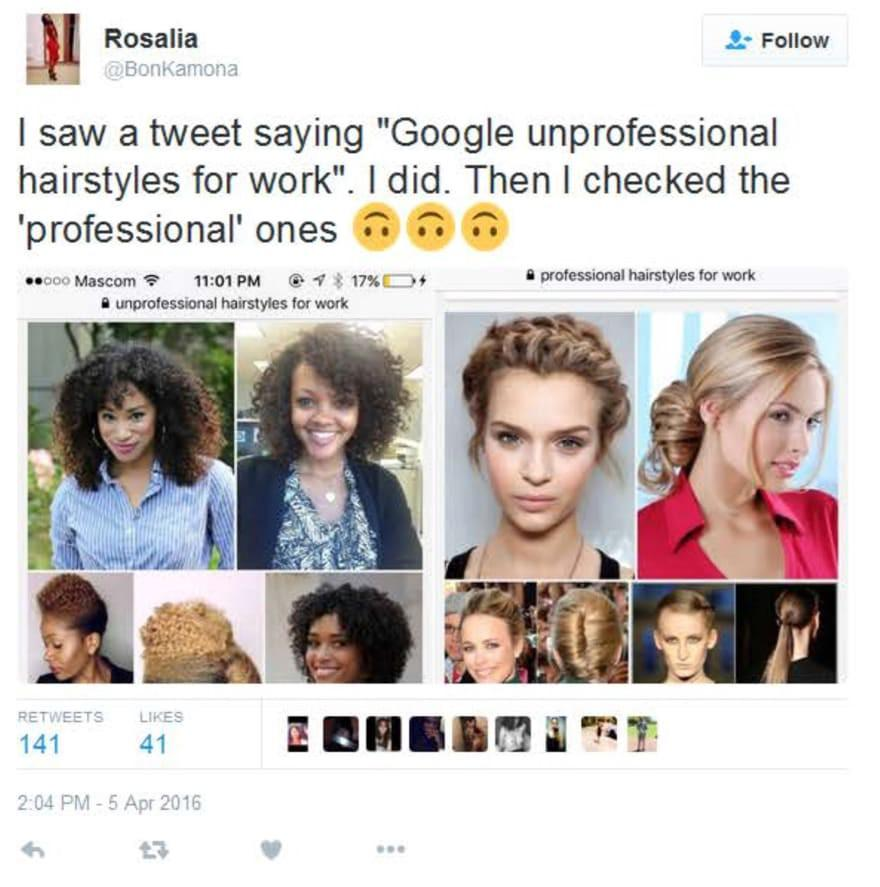 Rosalia
@BonKamona
Follow
I saw a tweet saying "Google unprofessional
hairstyles for work". I did. Then I checked the
'professional' ones 🙃🙃🙃
●●○○○ Mascom 11:01 PM 17%
unprofessional hairstyles for work
professional hairstyles for work
RETWEETS LIKES
141 41
2:04 PM - 5 Apr 2016